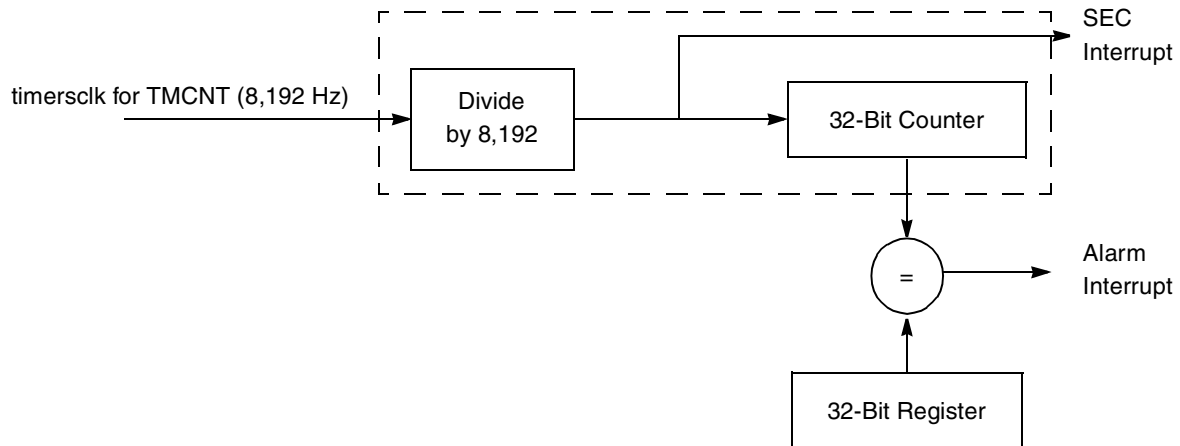 SEC
Interrupt
timersclk for TMCNT (8,192 Hz)
Divide
by 8,192
32-Bit Counter
=
Alarm
Interrupt
32-Bit Register